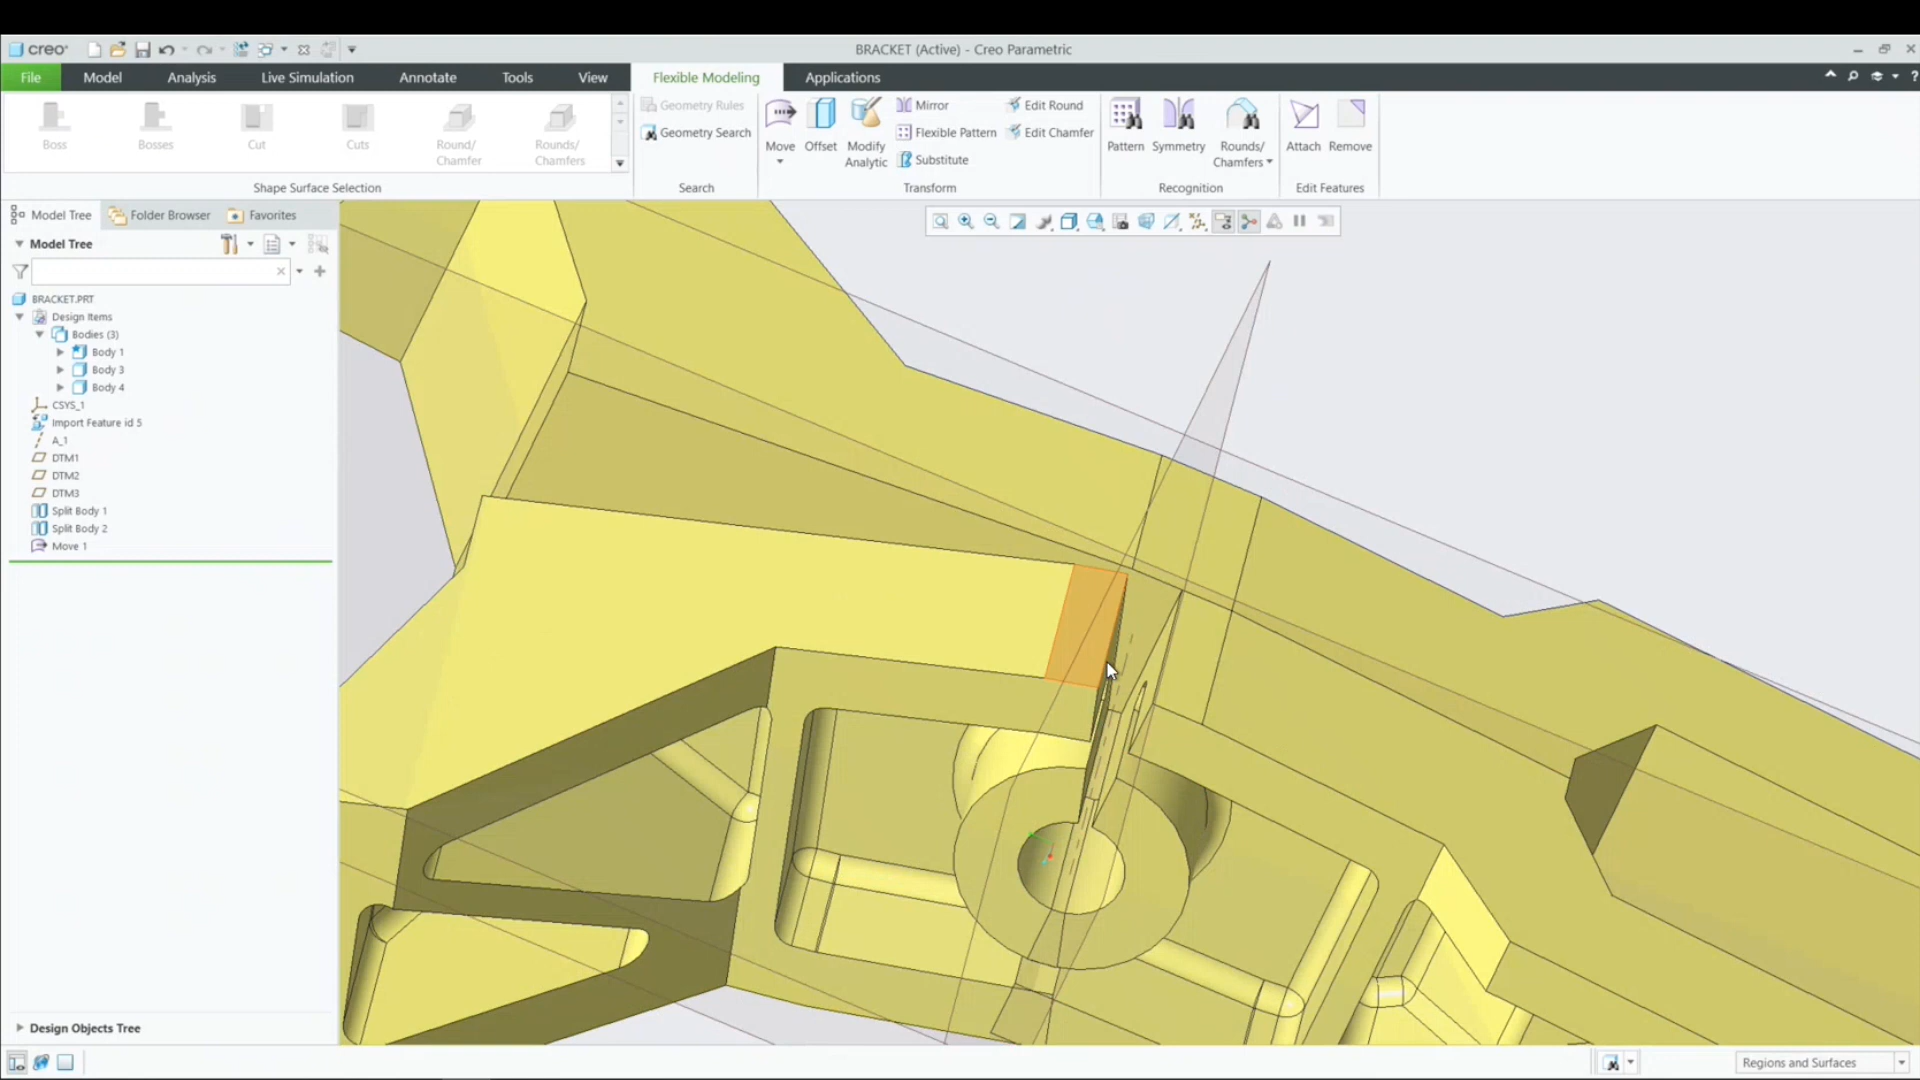 creo
BRACKET (Active) - Creo Parametric
File
Model
Analysis
Live Simulation
Annotate
Tools
View
Flexible Modeling
Applications
?
Boss
Bosses
Cut
Cuts
Round/
Chamfer
Rounds/
Chamfers
Shape Surface Selection
Geometry Rules
Geometry Search
Search
Move
Offset
Modify
Analytic
Mirror
Flexible Pattern
Substitute
Edit Round
Edit Chamfer
Transform
Pattern
Symmetry
Rounds/
Chamfers
Recognition
Attach
Remove
Edit Features
Model Tree
Folder Browser
Favorites
Model Tree
BRACKET.PRT
Design Items
Bodies (3)
Body 1
Body 3
Body 4
CSYS_1
Import Feature id 5
A_1
DTM1
DTM2
DTM3
Split Body 1
Split Body 2
Move 1
Design Objects Tree
Regions and Surfaces